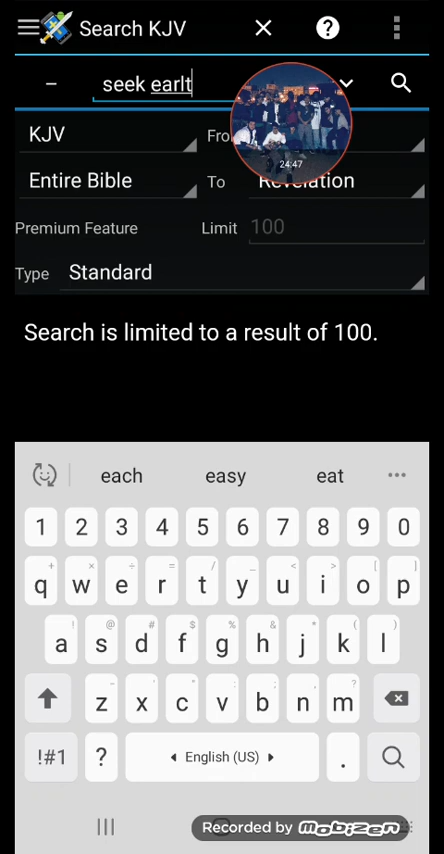 Search KJV
seek earlt
KJV
Entire Bible To Revelation
24:47
Premium Feature Limit 100
Type Standard
Search is limited to a result of 100.
each easy eat
1 2 3 4 5 6 7 8 9 0
q w e r t y u i o p
a s d f g h j k l
z x c v b n m
!#1 ? English (US) .
Recorded by Mobizen